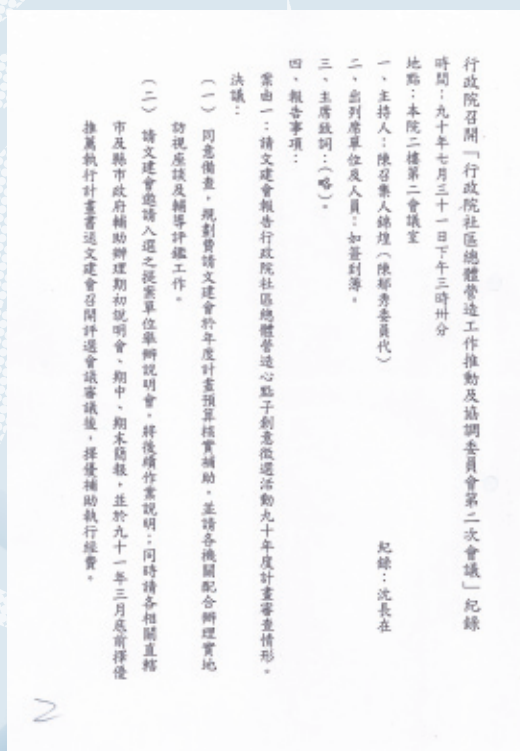 行政院召開「行政院社區總體營造工作推動及協調委員會第二次會議」紀錄
時間：九十年七月三十一日下午三時卅分
地點：本院二樓第二會議室
一、主持人：陳召集人錦煌（陳郁秀委員代）　紀錄：沈長在
二、出列席單位及人員：如簽到簿。
三、主席致詞：（略）。
四、報告事項：
案由一：請文建會報告行政院社區總體營造心點子創意徵選活動九十年度計畫審查情形。
決議：
（一）同意備查，規劃費請文建會於年度計畫預算核實補助，並請各機關配合辦理實地
訪視座談及輔導評鑑工作。
（二）請文建會邀請入選之提案單位舉辦說明會，將後續作業說明；同時請各相關直轄
市及縣市政府輔助辦理期初說明會、期中、期末簡報，並於九十一年三月底前擇優
推薦執行計畫書送文建會召開評選會議審議後，擇優補助執行經費。
2